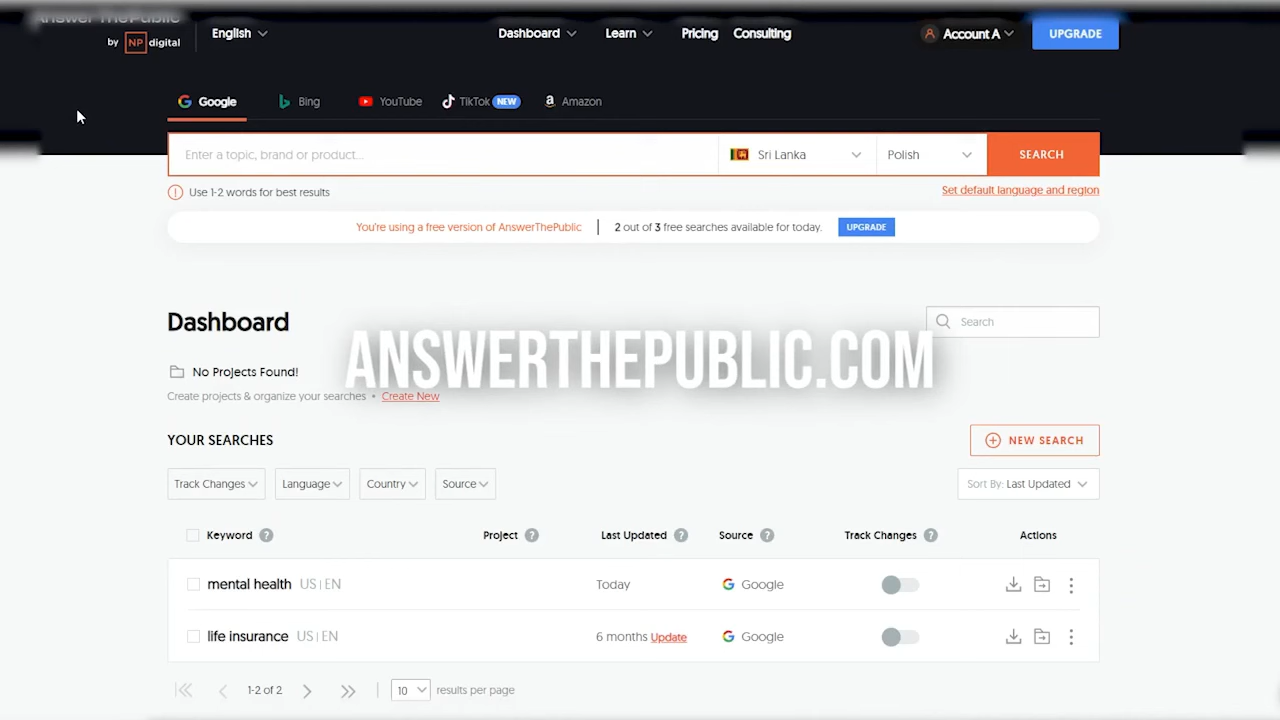 AnswerThePublic
by NP digital
English
Dashboard
Learn
Pricing
Consulting
Account A
UPGRADE
Google
Bing
YouTube
TikTok NEW
Amazon
Enter a topic, brand or product...
Sri Lanka
Polish
SEARCH
Use 1-2 words for best results
Set default language and region
You're using a free version of AnswerThePublic
2 out of 3 free searches available for today.
UPGRADE
Dashboard
Search
ANSWERTHEPUBLIC.COM
No Projects Found!
Create projects & organize your searches • Create New
YOUR SEARCHES
NEW SEARCH
Track Changes
Language
Country
Source
Sort By: Last Updated
Keyword ?
Project ?
Last Updated ?
Source ?
Track Changes ?
Actions
mental health US | EN
Today
Google
life insurance US | EN
6 months Update
Google
1-2 of 2
10
results per page